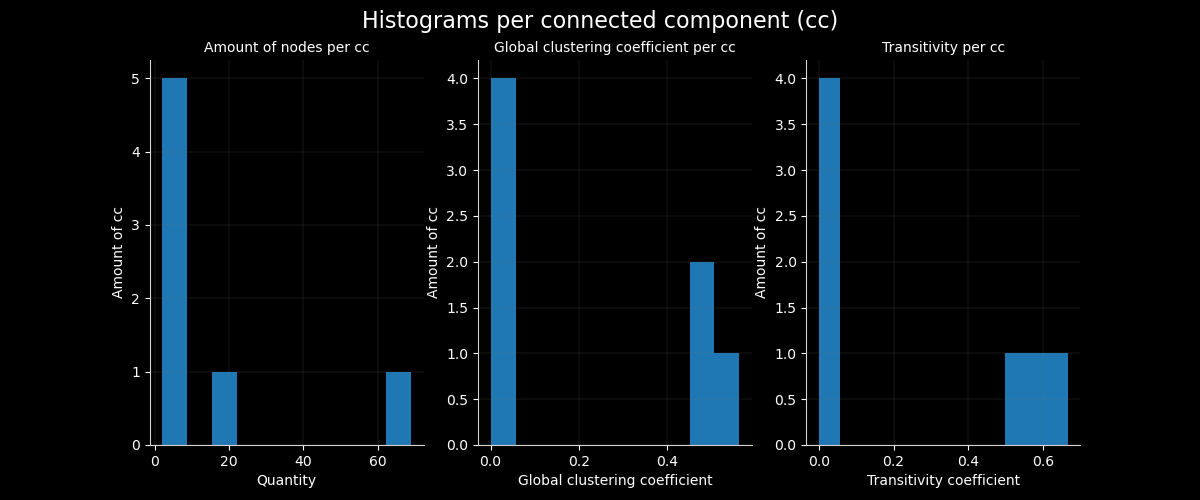 Histograms per connected component (cc)
Amount of nodes per cc
Global clustering coefficient per cc
Transitivity per cc
Amount of cc
5
4
3
2
1
0
0 20 40 60
Quantity
Amount of cc
4.0
3.5
3.0
2.5
2.0
1.5
1.0
0.5
0.0
0.0 0.2 0.4
Global clustering coefficient
Amount of cc
4.0
3.5
3.0
2.5
2.0
1.5
1.0
0.5
0.0
0.0 0.2 0.4 0.6
Transitivity coefficient